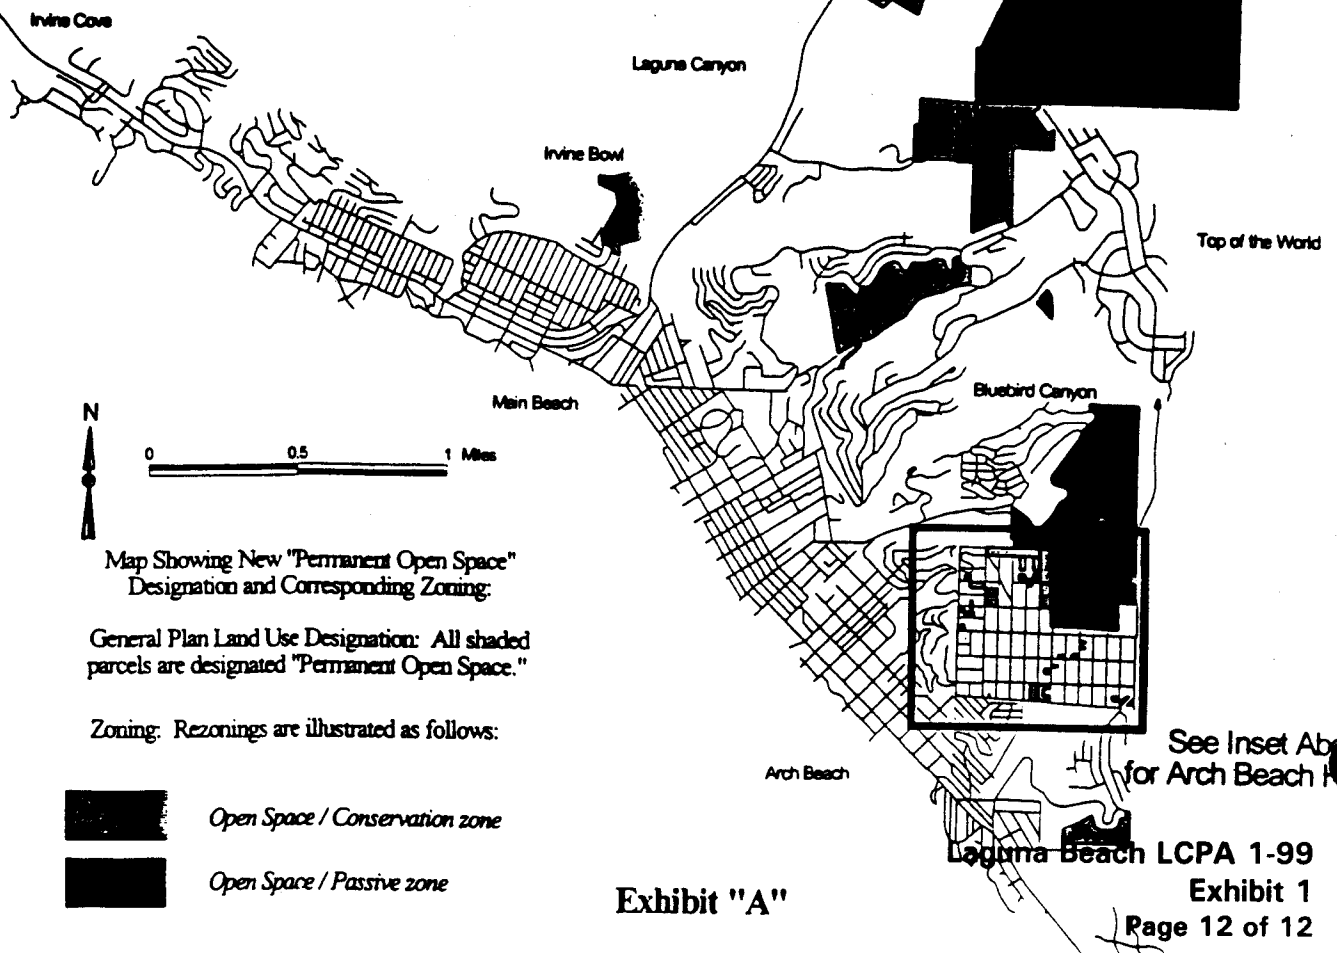 Irvine Cove
Laguna Canyon
Irvine Bowl
Top of the World
Main Beach
Bluebird Canyon
N
0 0.5 1 Miles
Map Showing New "Permanent Open Space"
Designation and Corresponding Zoning:
General Plan Land Use Designation: All shaded
parcels are designated "Permanent Open Space."
Zoning: Rezonings are illustrated as follows:
Arch Beach
See Inset
for Arch Beach
Open Space / Conservation zone
Open Space / Passive zone
Exhibit "A"
Laguna Beach LCPA 1-99
Exhibit 1
Page 12 of 12